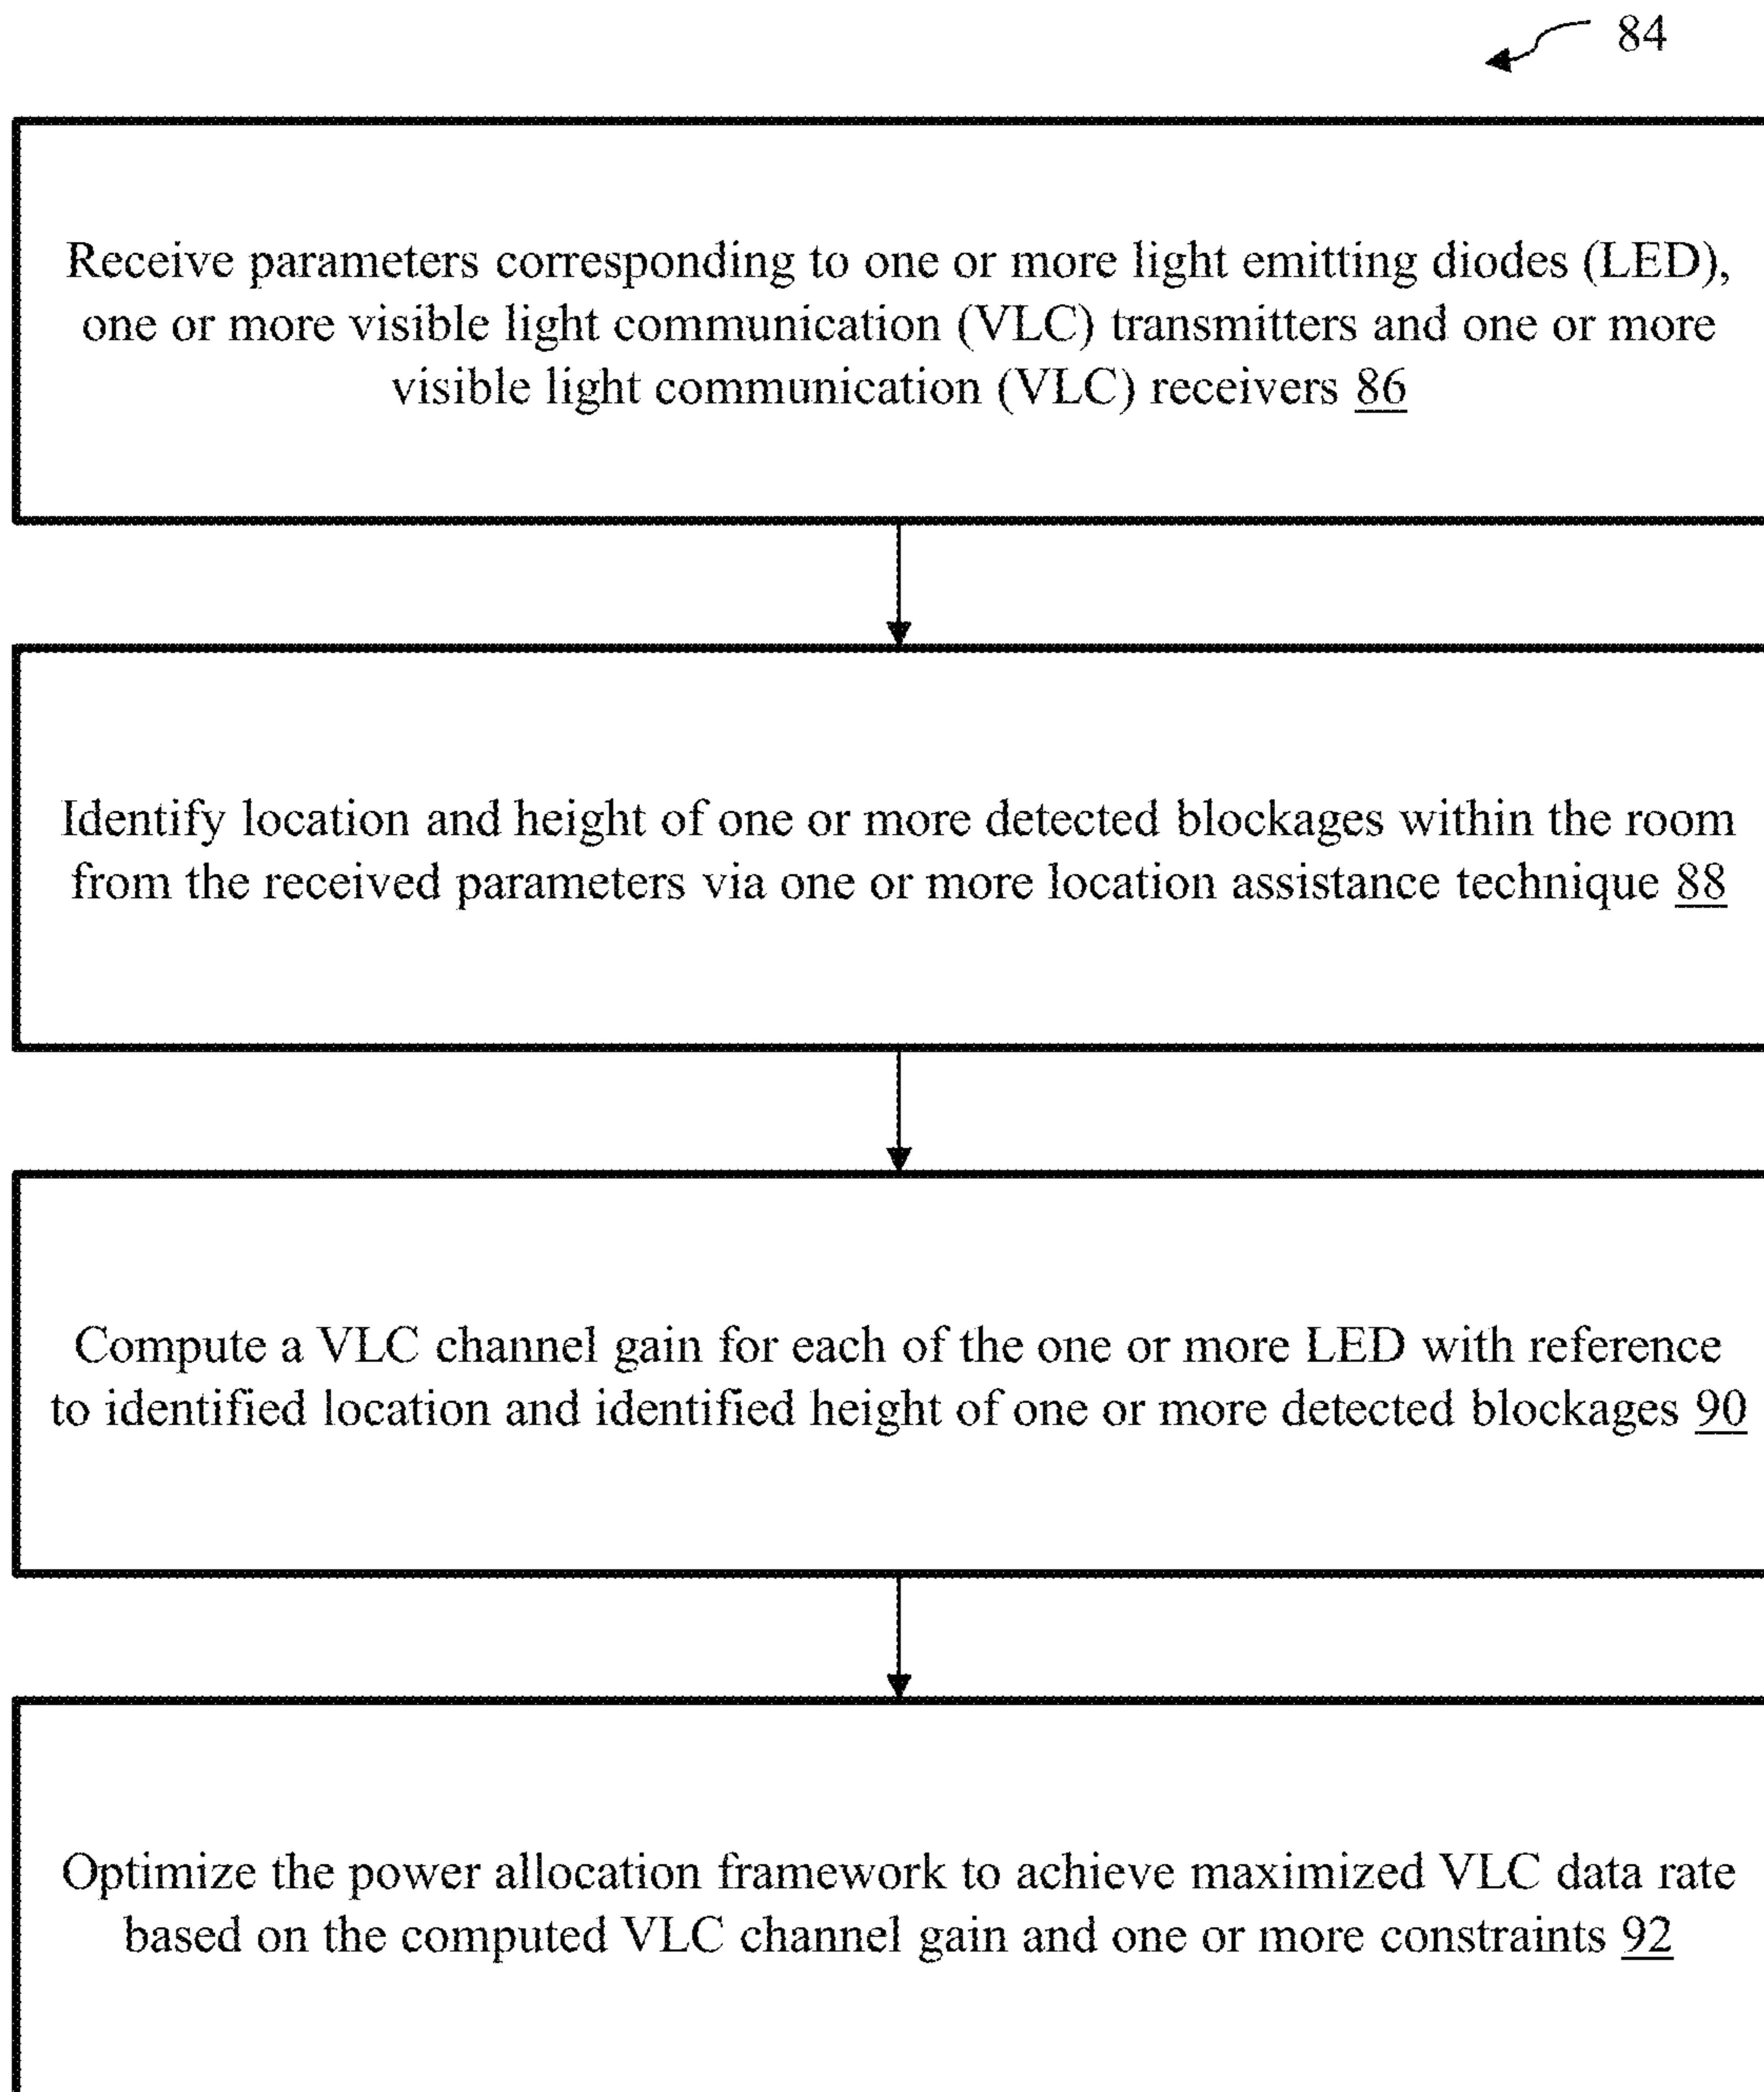 84
Receive parameters corresponding to one or more light emitting diodes (LED),
one or more visible light communication (VLC) transmitters and one or more
visible light communication (VLC) receivers 86
Identify location and height of one or more detected blockages within the room
from the received parameters via one or more location assistance technique 88
Compute a VLC channel gain for each of the one or more LED with reference
to identified location and identified height of one or more detected blockages 90
Optimize the power allocation framework to achieve maximized VLC data rate
based on the computed VLC channel gain and one or more constraints 92